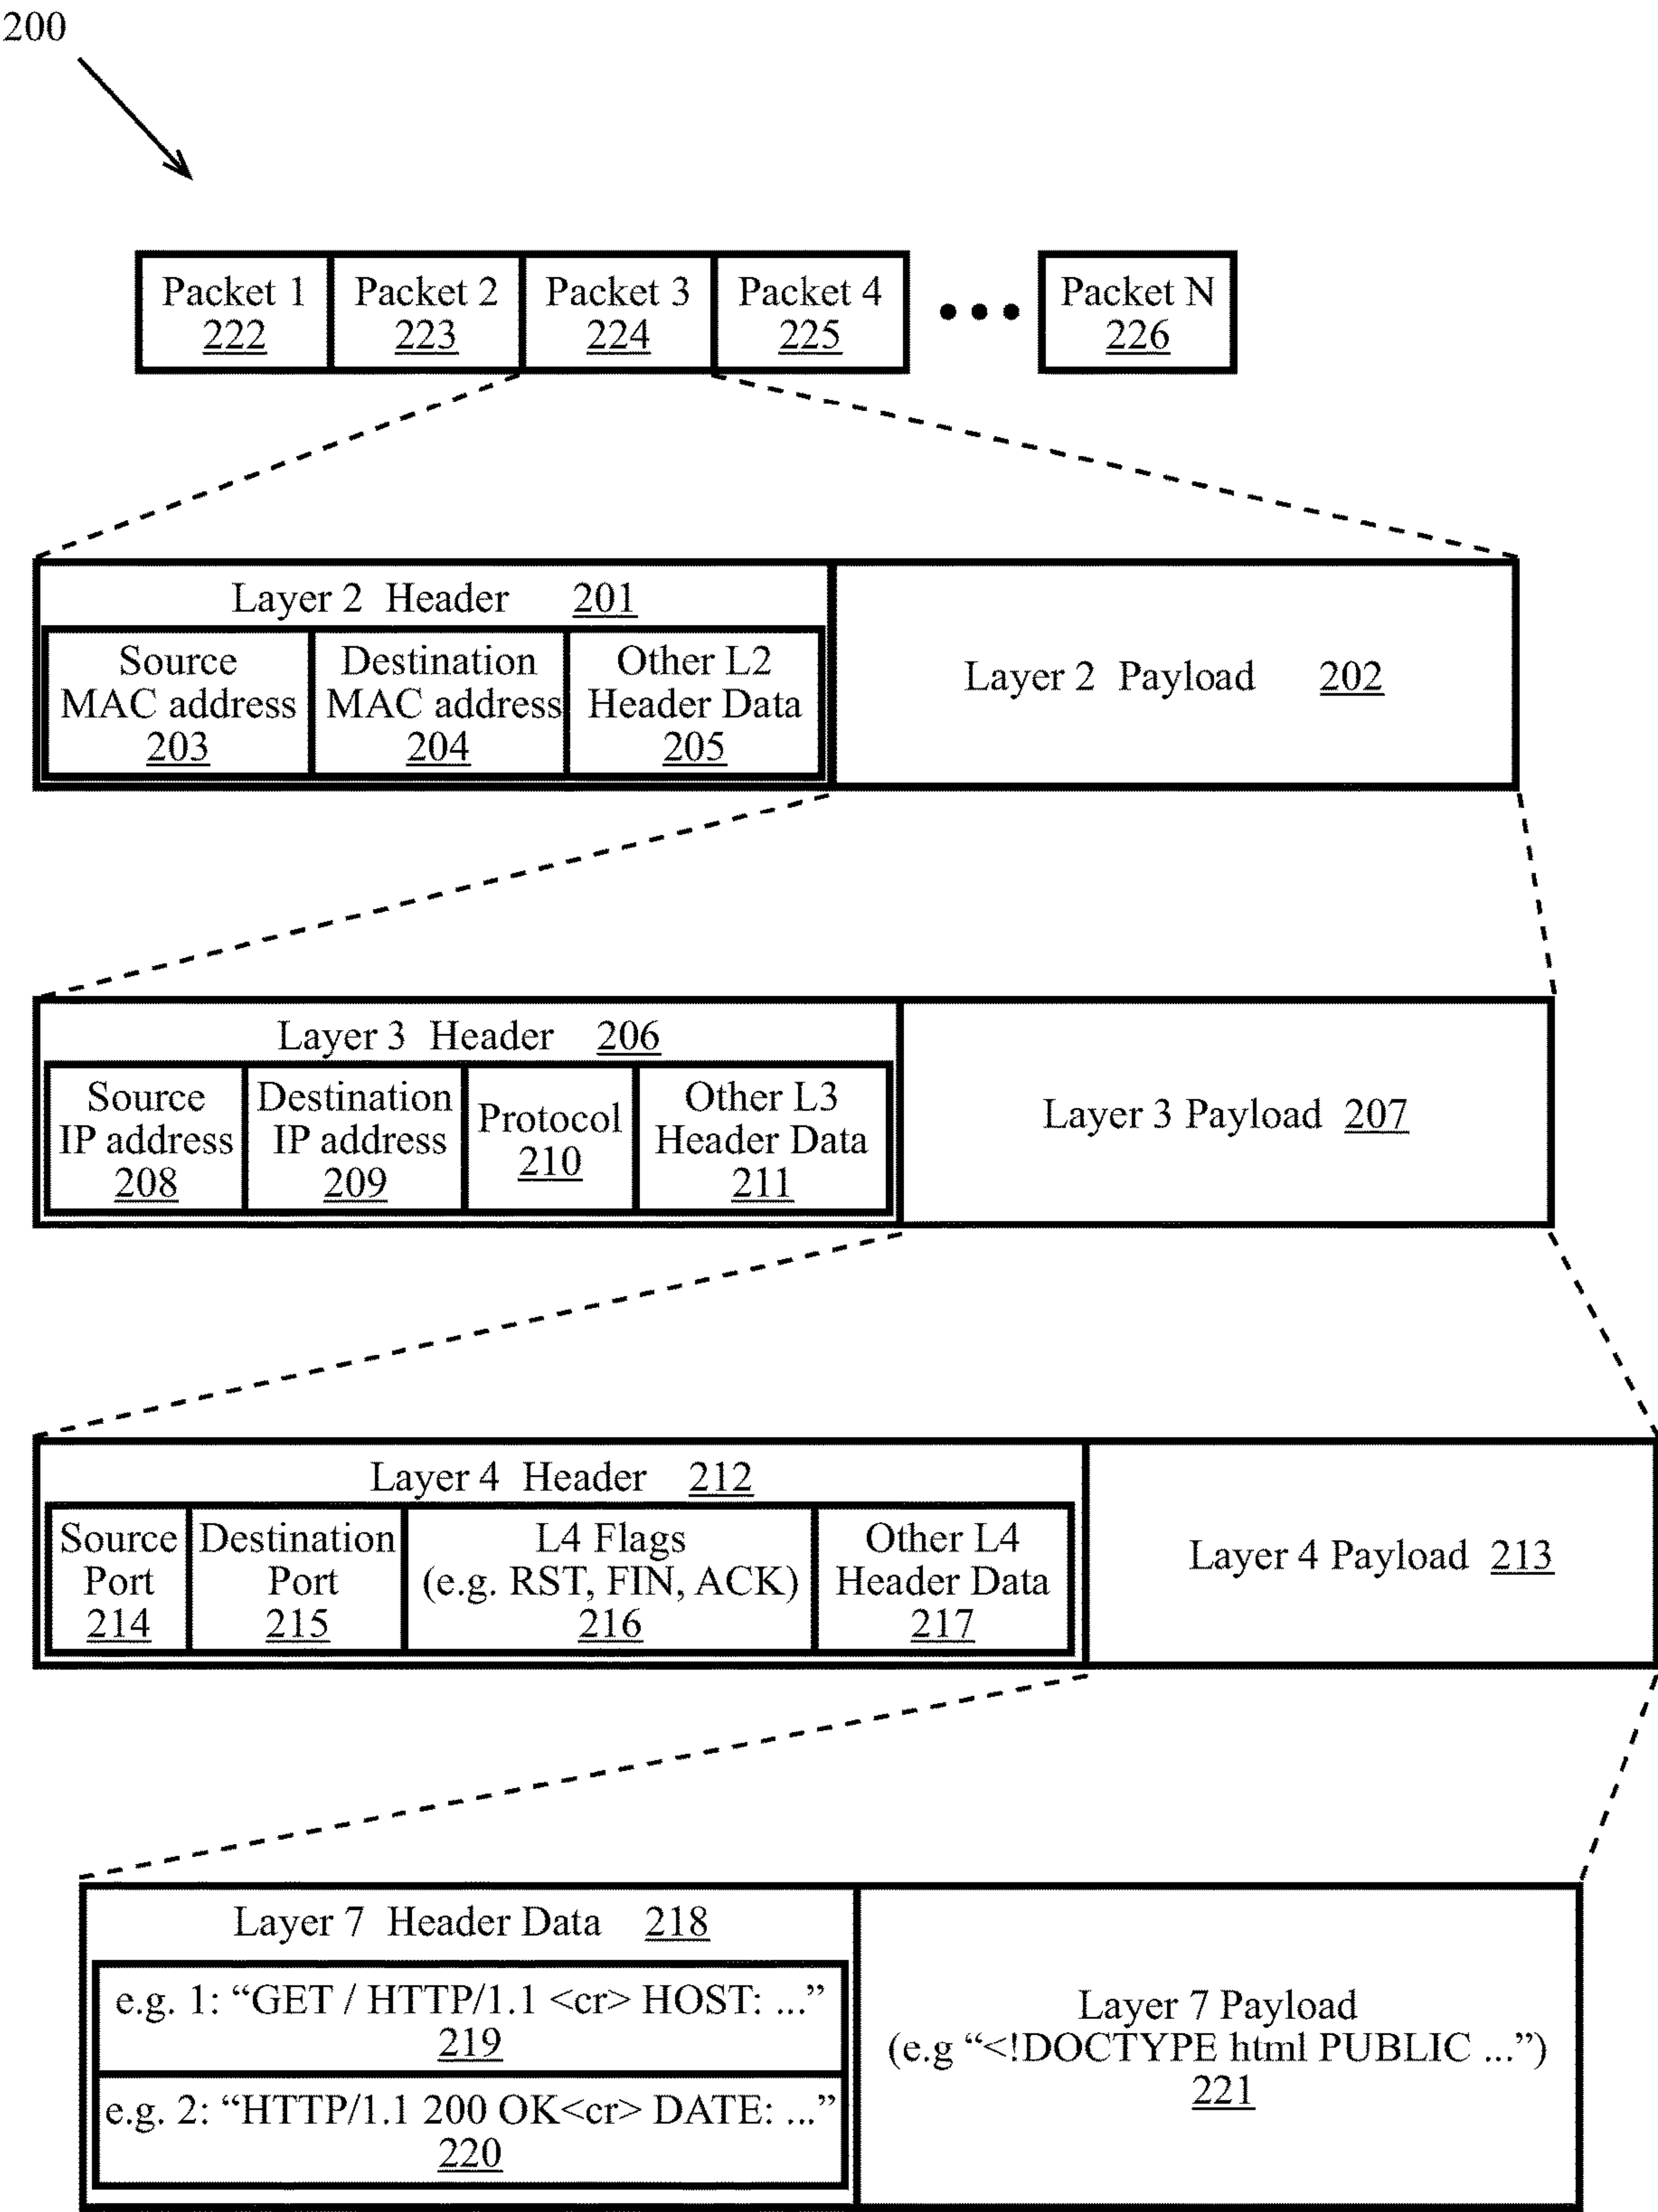 200
Packet 1 Packet 2 Packet 3 Packet 4 ••• Packet N
222 223 224 225 226
Layer 2 Header 201
Source Destination Other L2
MAC address MAC address Header Data
203 204 205
Layer 2 Payload 202
Layer 3 Header 206
Source Destination Protocol Other L3
IP address IP address Header Data
208 209 210 211
Layer 3 Payload 207
Layer 4 Header 212
Source Destination L4 Flags Other L4
Port Port (e.g. RST, FIN, ACK) Header Data
214 215 216 217
Layer 4 Payload 213
Layer 7 Header Data 218
e.g. 1: “GET / HTTP/1.1 <cr> HOST: ...”
219
e.g. 2: “HTTP/1.1 200 OK<cr> DATE: ...”
220
Layer 7 Payload
(e.g “<!DOCTYPE html PUBLIC ...”)
221